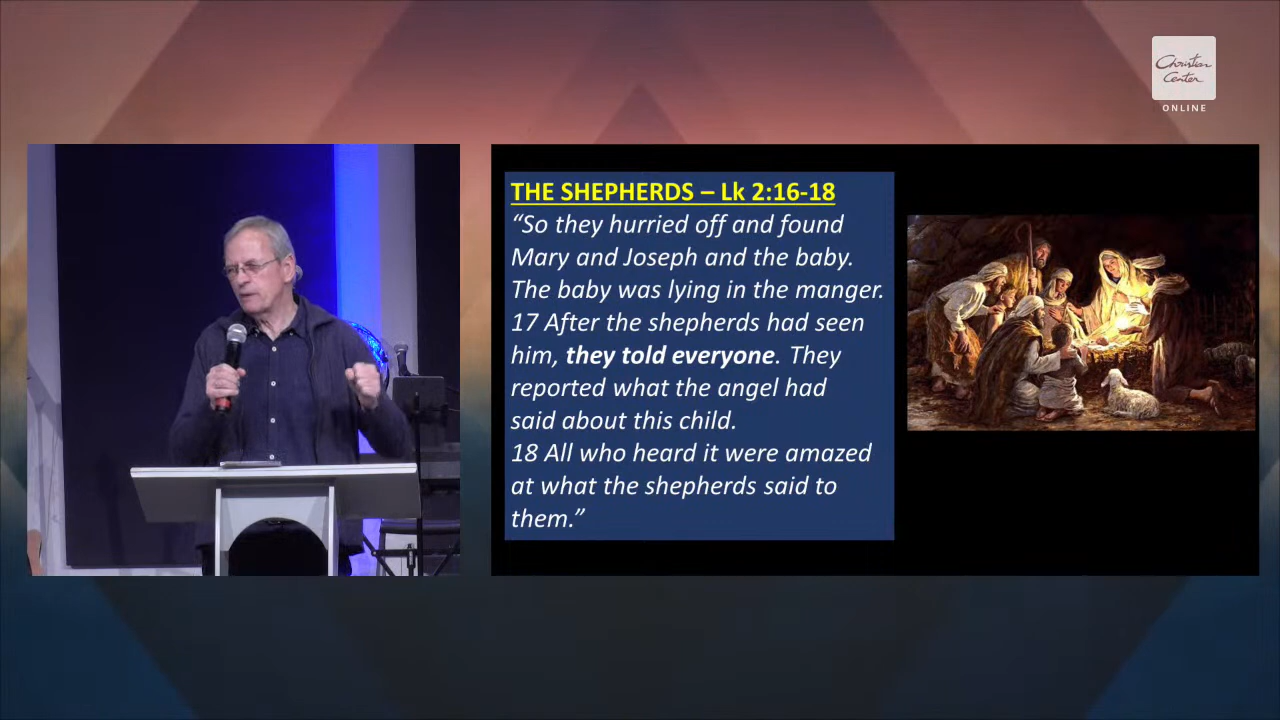 Christian
Center
ONLINE
THE SHEPHERDS – Lk 2:16-18
“So they hurried off and found
Mary and Joseph and the baby.
The baby was lying in the manger.
17 After the shepherds had seen
him, they told everyone. They
reported what the angel had
said about this child.
18 All who heard it were amazed
at what the shepherds said to
them.”